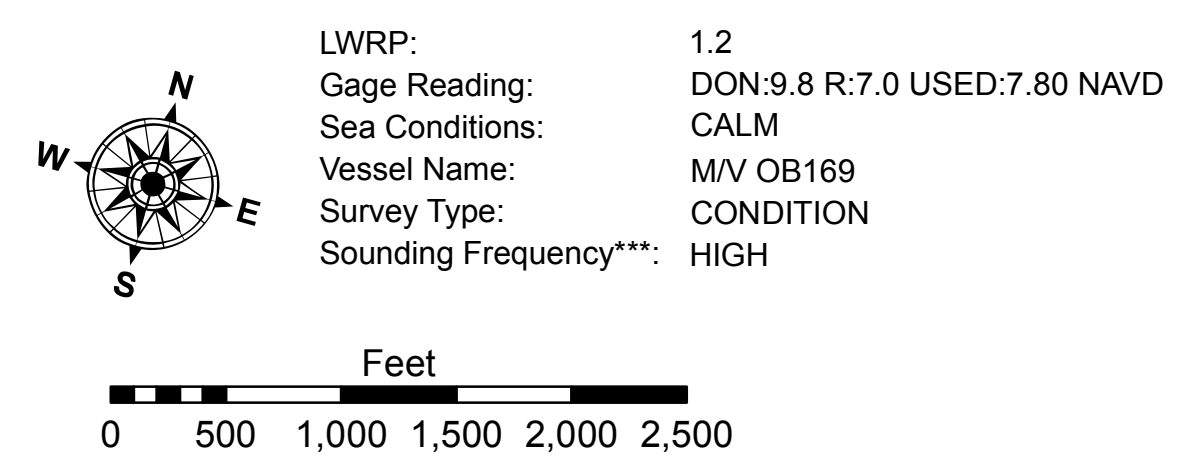 N
W
E
S
LWRP: 1.2
Gage Reading: DON:9.8 R:7.0 USED:7.80 NAVD
Sea Conditions: CALM
Vessel Name: M/V OB169
Survey Type: CONDITION
Sounding Frequency***: HIGH
Feet
0 500 1,000 1,500 2,000 2,500